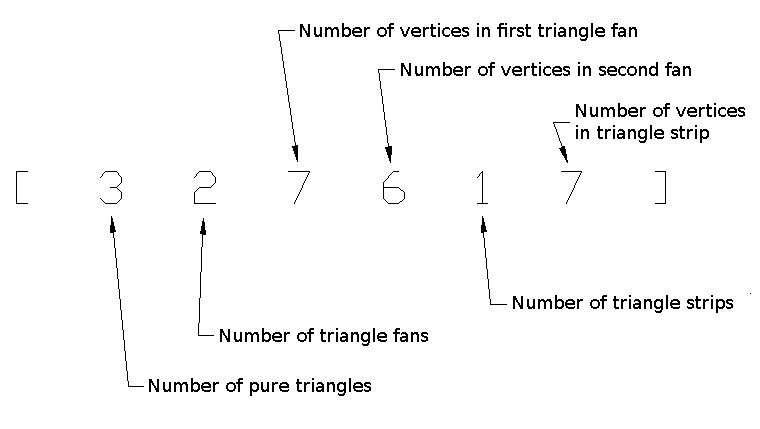 Number of vertices in first triangle fan
Number of vertices in second fan
Number of vertices
in triangle strip
[ 3 2 7 6 1 7 ]
Number of triangle strips
Number of triangle fans
Number of pure triangles